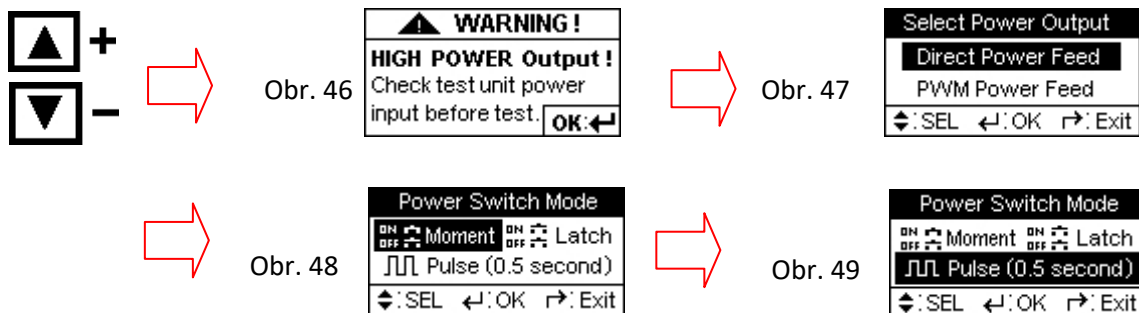 +
−
Obr. 46
WARNING!
HIGH POWER Output!
Check test unit power
input before test. OK:↵
Obr. 47
Select Power Output
Direct Power Feed
PWM Power Feed
:SEL ↵:OK :Exit
Obr. 48
Power Switch Mode
ON OFF Moment ON OFF Latch
Pulse (0.5 second)
:SEL ↵:OK :Exit
Obr. 49
Power Switch Mode
ON OFF Moment ON OFF Latch
Pulse (0.5 second)
:SEL ↵:OK :Exit